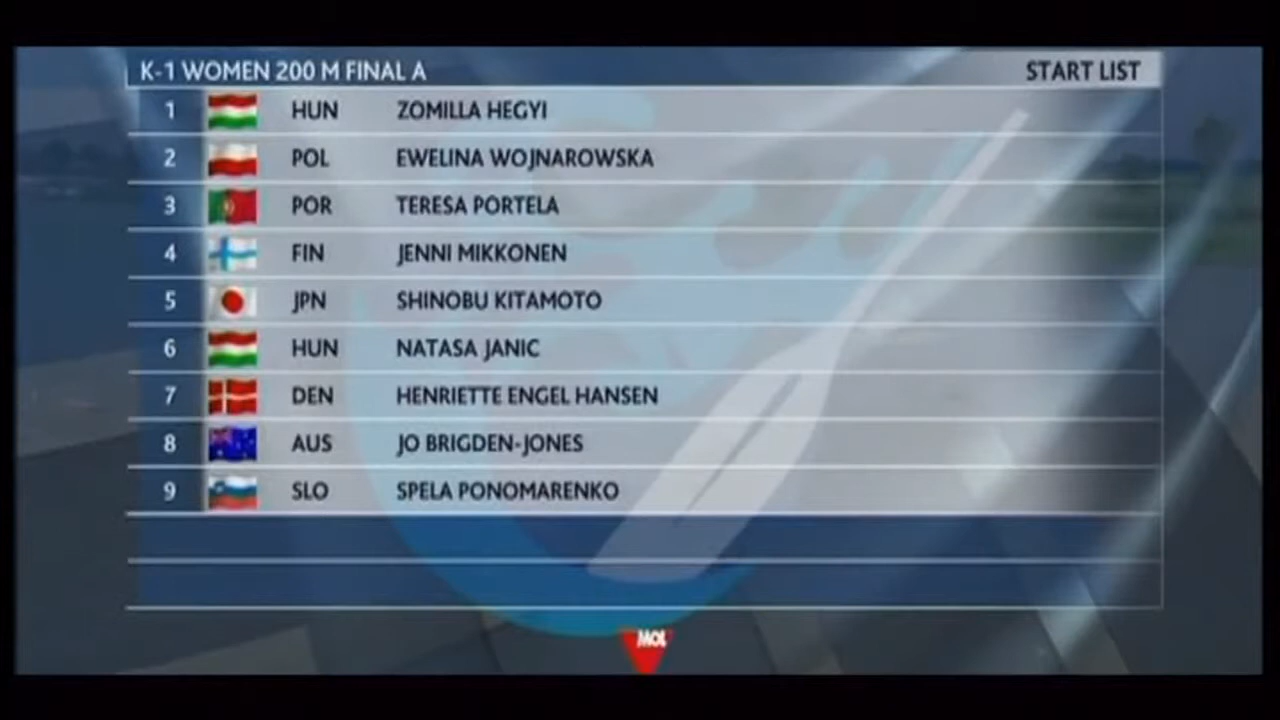 K-1 WOMEN 200 M FINAL A START LIST
1 HUN ZOMILLA HEGYI
2 POL EWELINA WOJNAROWSKA
3 POR TERESA PORTELA
4 FIN JENNI MIKKONEN
5 JPN SHINOBU KITAMOTO
6 HUN NATASA JANIC
7 DEN HENRIETTE ENGEL HANSEN
8 AUS JO BRIGDEN-JONES
9 SLO SPELA PONOMARENKO
MOL